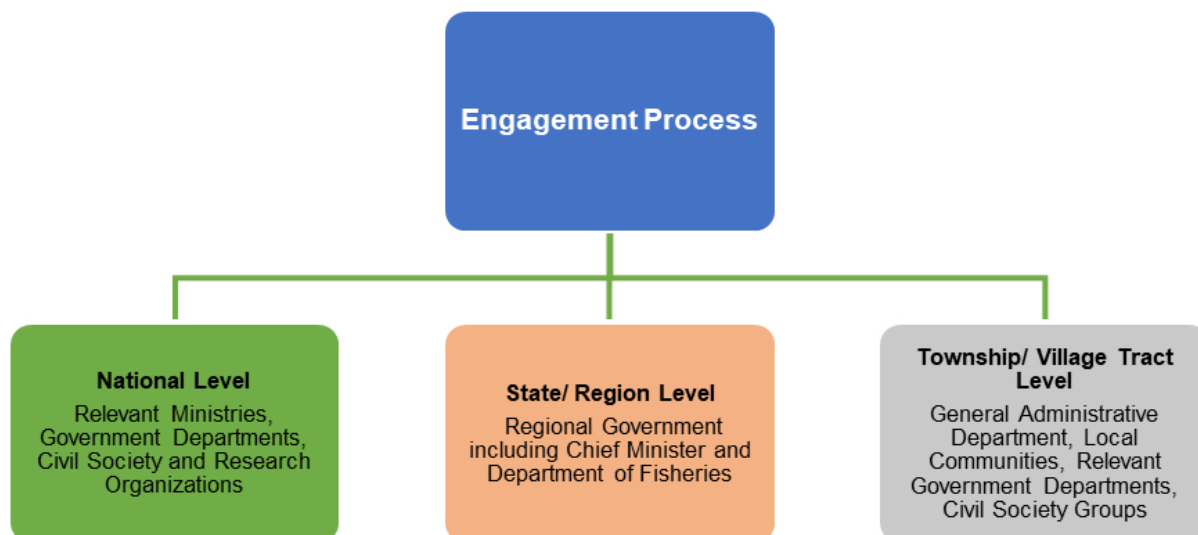 Engagement Process
National Level
Relevant Ministries,
Government Departments,
Civil Society and Research
Organizations
State/ Region Level
Regional Government
including Chief Minister and
Department of Fisheries
Township/ Village Tract
Level
General Administrative
Department, Local
Communities, Relevant
Government Departments,
Civil Society Groups